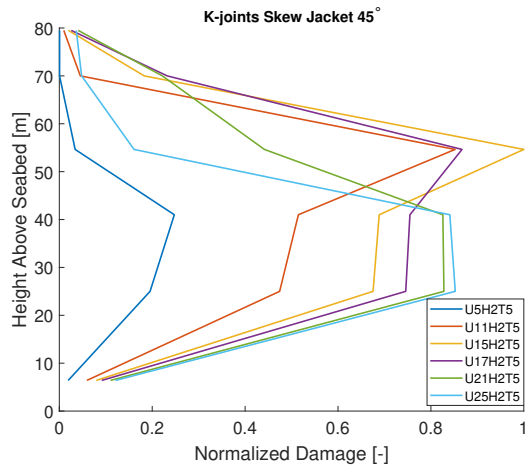 K-joints Skew Jacket 45°
Height Above Seabed [m]
80
70
60
50
40
30
20
10
0
0 0.2 0.4 0.6 0.8 1
Normalized Damage [-]
U5H2T5
U11H2T5
U15H2T5
U17H2T5
U21H2T5
U25H2T5